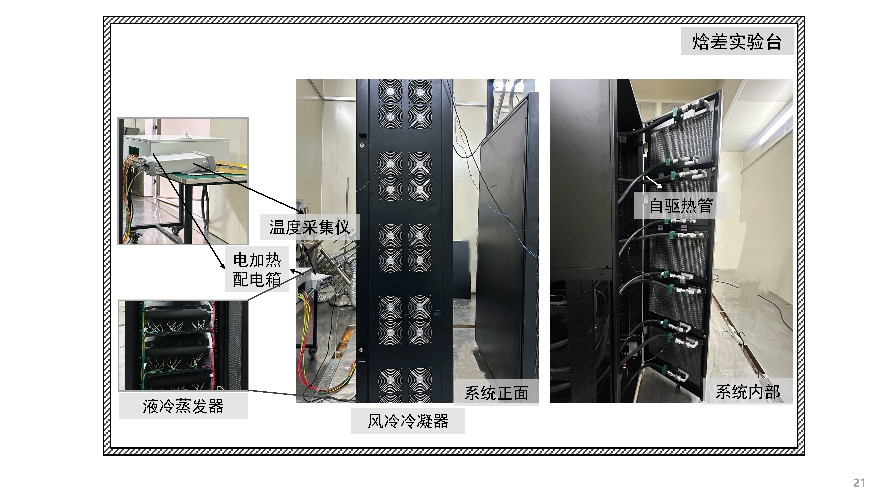 焓差实验台
温度采集仪
自驱热管
电加热
配电箱
系统正面
系统内部
液冷蒸发器
风冷冷凝器
21